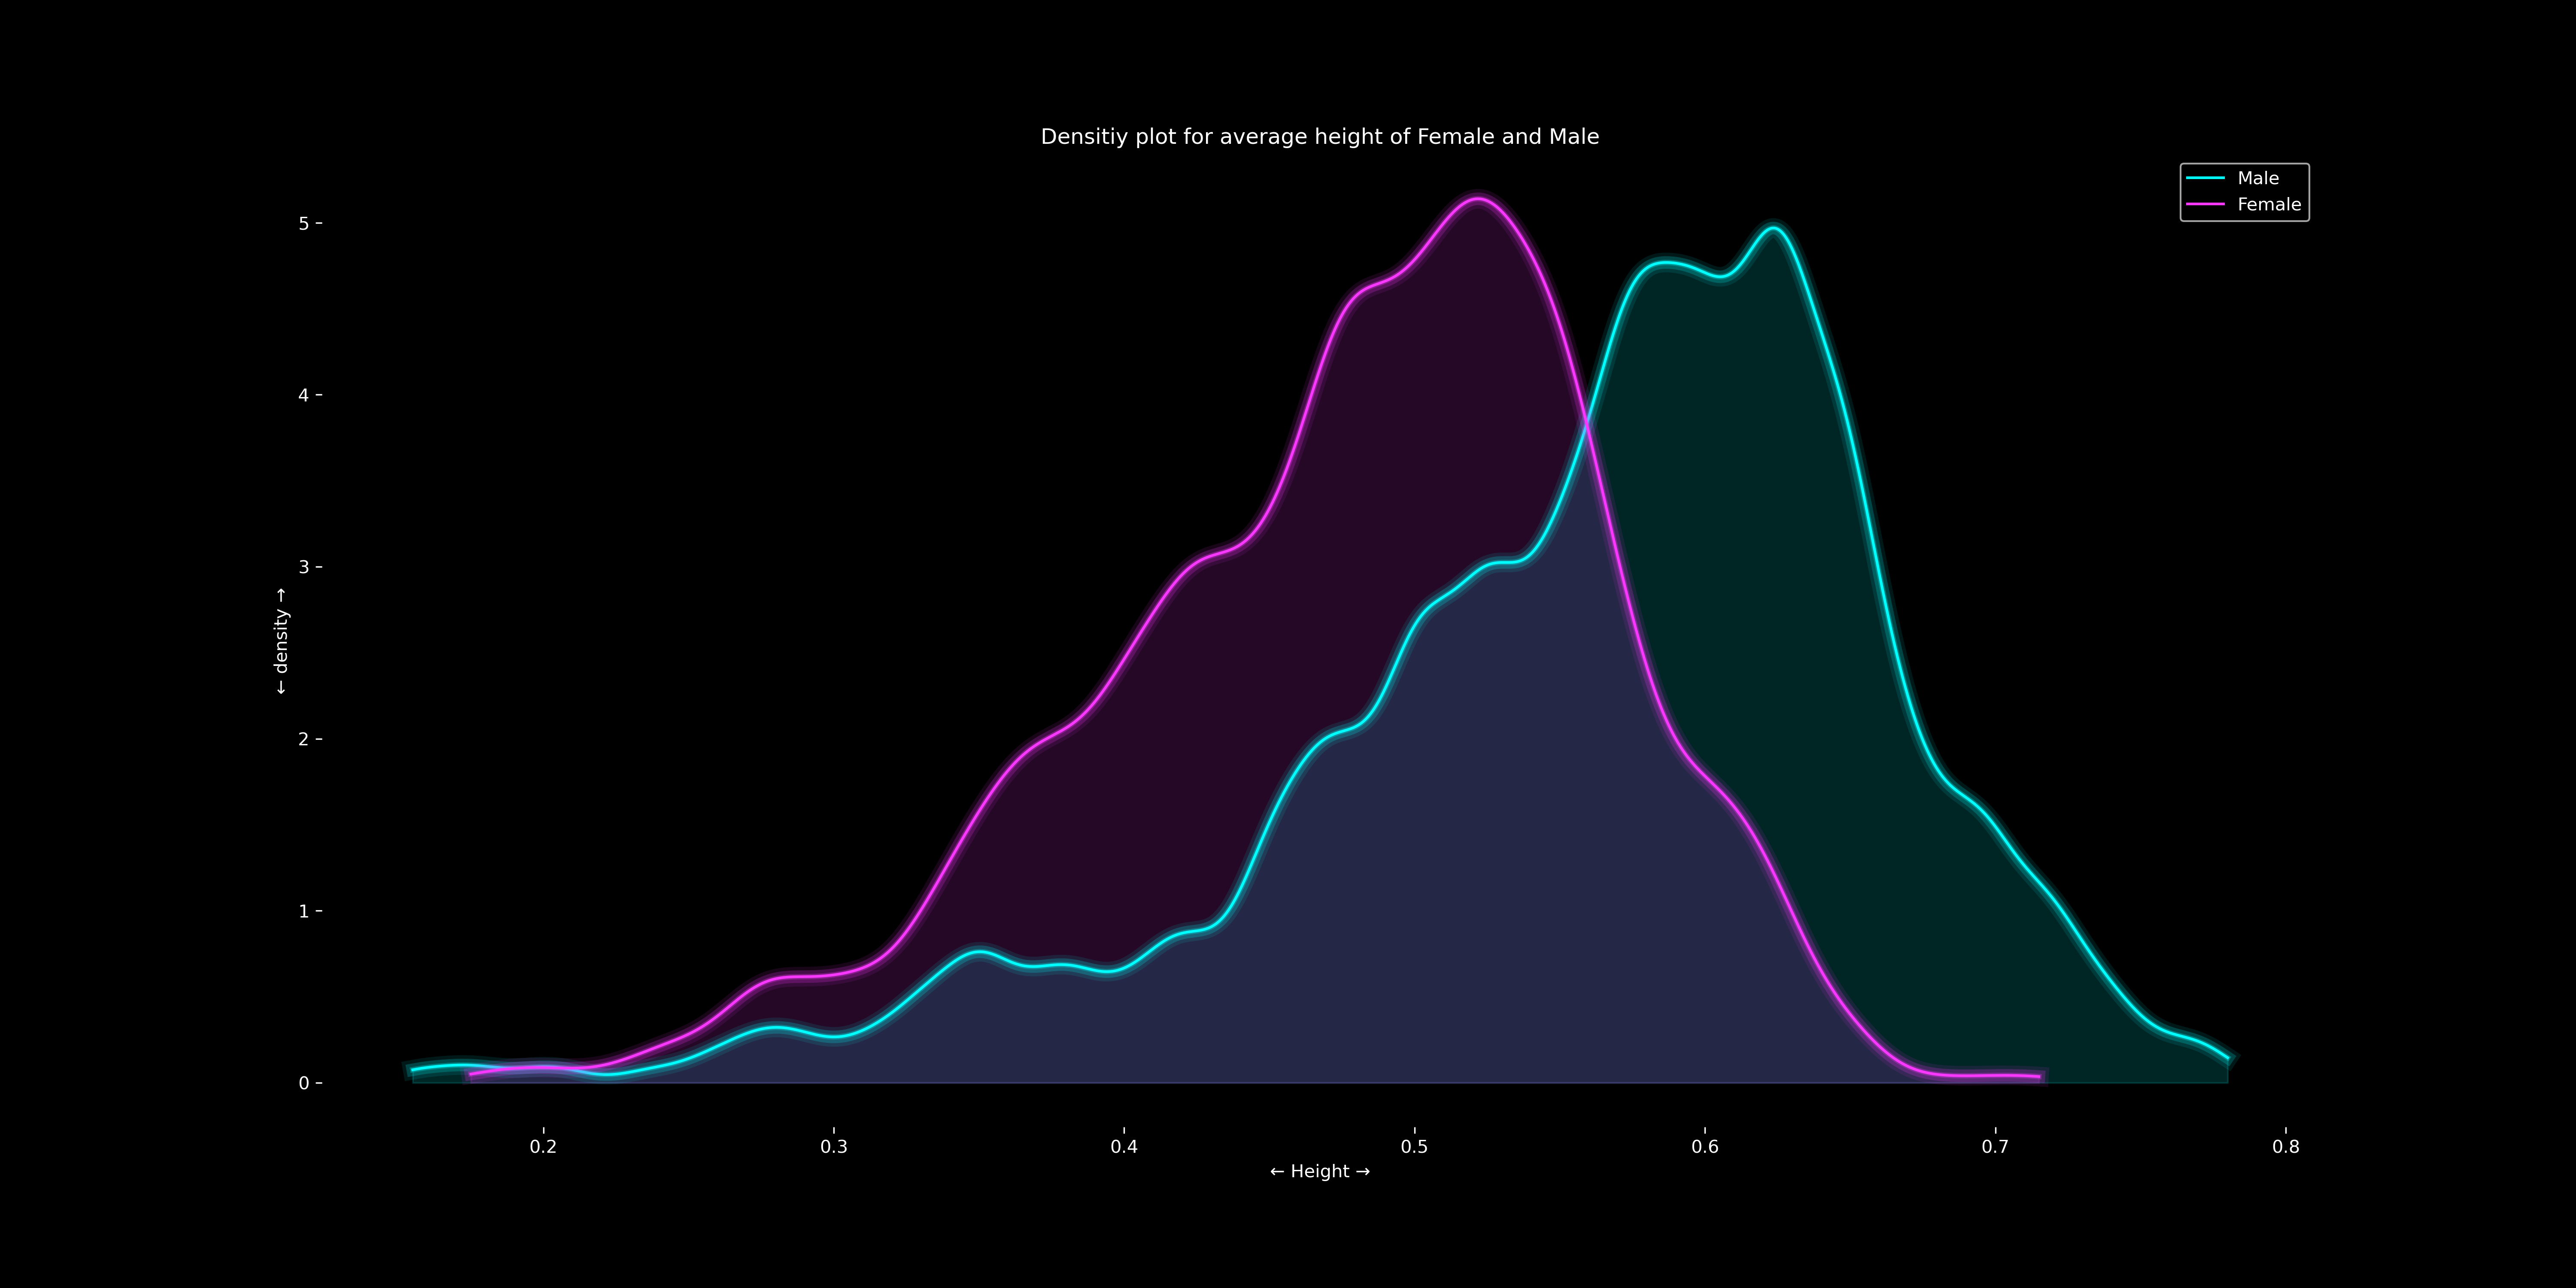 Densitiy plot for average height of Female and Male
Male
Female
5
4
3
2
1
0
← density →
0.2 0.3 0.4 0.5 0.6 0.7 0.8
← Height →